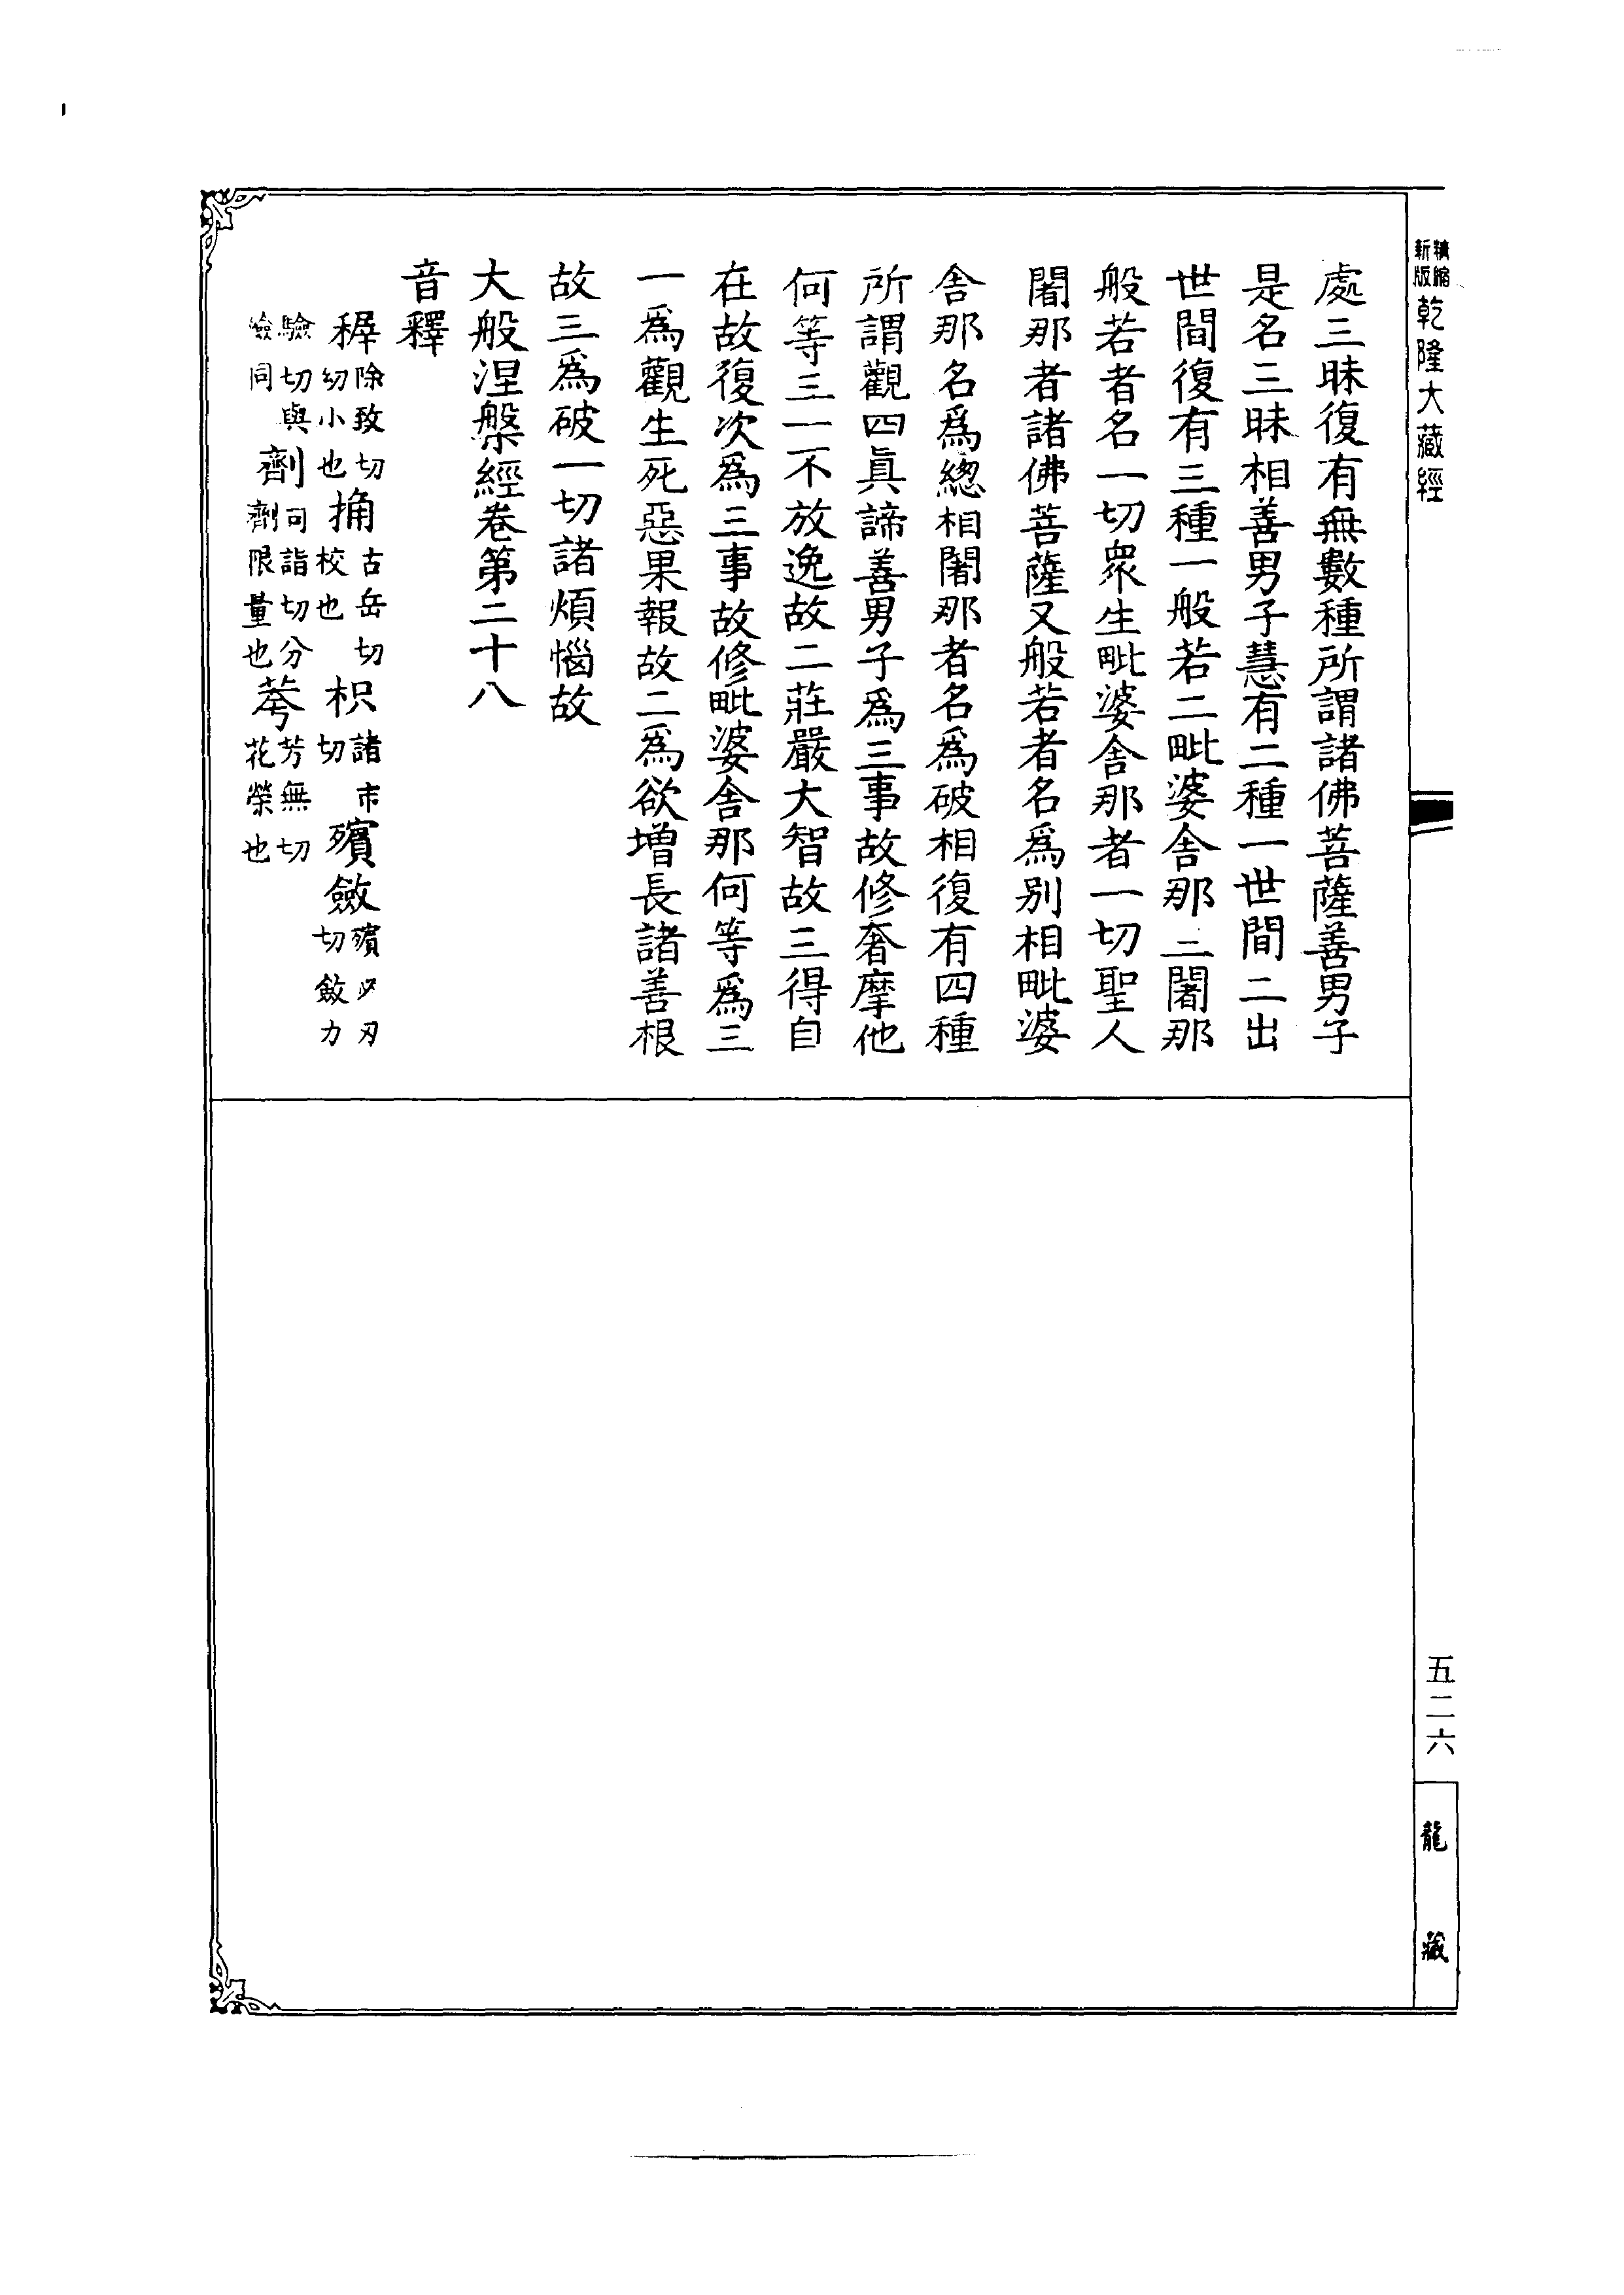 精縮新版乾隆大藏經
處三昧復有無數種所謂諸佛菩薩善男子
是名三昧相善男子慧有二種一世間二出
世間復有三種一般若二毗婆舍那三闍那
般若者名一切衆生毗婆舍那者一切聖人
闍那者諸佛菩薩又般若者名爲別相毗婆
舍那名爲總相闍那者名爲破相復有四種
所謂觀四眞諦善男子爲三事故修奢摩他
何等三一不放逸故二莊嚴大智故三得自
在故復次爲三事故修毗婆舍那何等爲三
一爲觀生死惡果報故二爲欲增長諸善根
故三爲破一切諸煩惱故
大般涅槃經卷第二十八
音釋
稺除致切幼小也捔古岳切校也枳諸市切殯斂殯必刃切斂力
驗切與殮同劑可詣切分劑限量也荂芳無切花榮也
五二六
龍藏